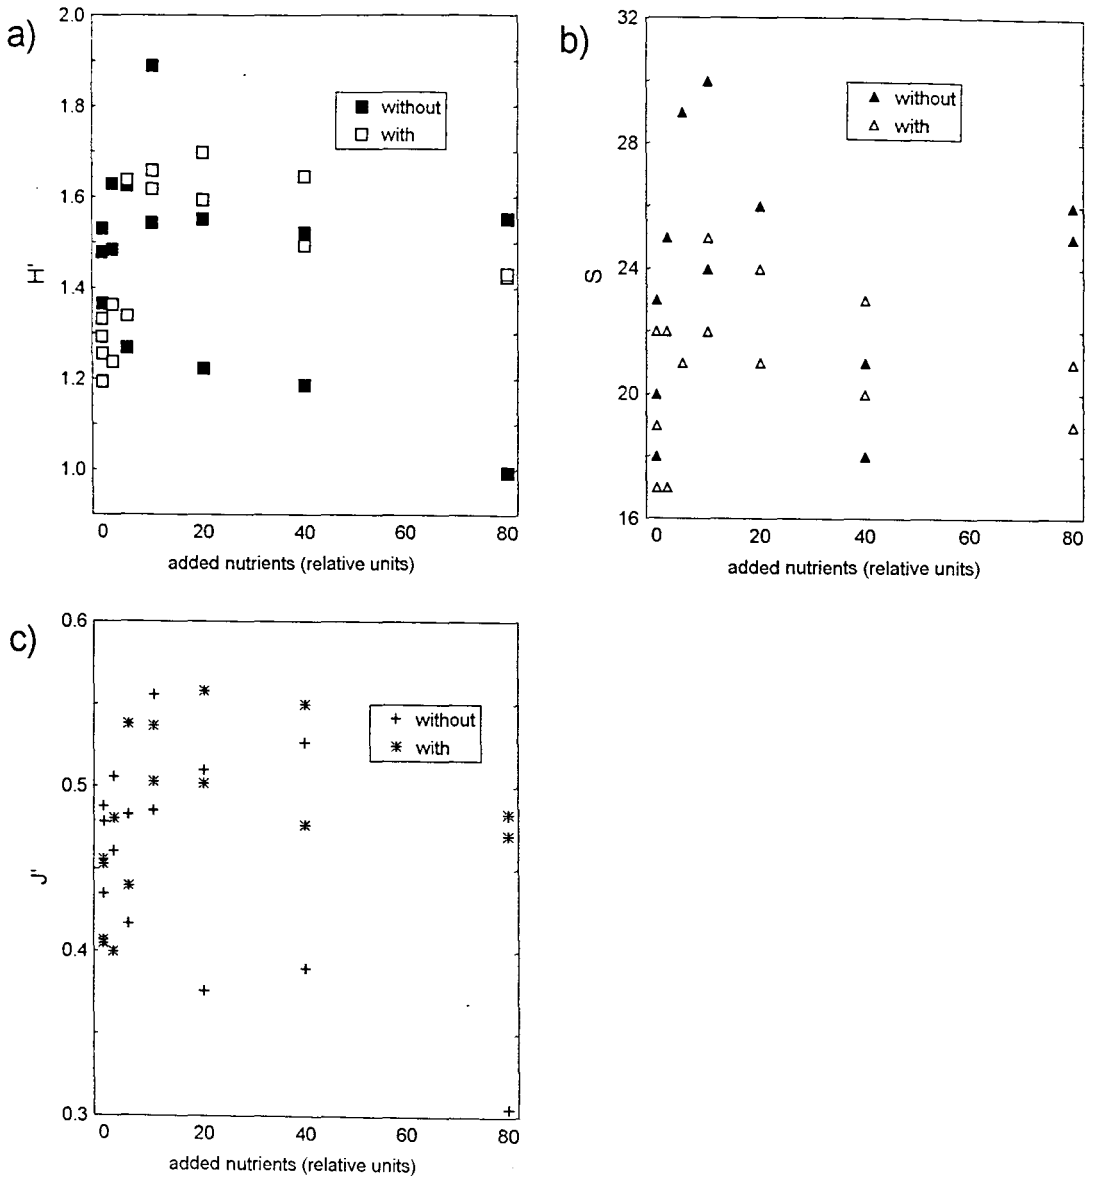 a)
2.0
1.8
1.6
1.4
1.2
1.0
H'
without
with
0 20 40 60 80
added nutrients (relative units)
b)
32
28
24
20
16
S
without
with
0 20 40 60 80
added nutrients (relative units)
c)
0.6
0.5
0.4
0.3
J'
without
with
0 20 40 60 80
added nutrients (relative units)